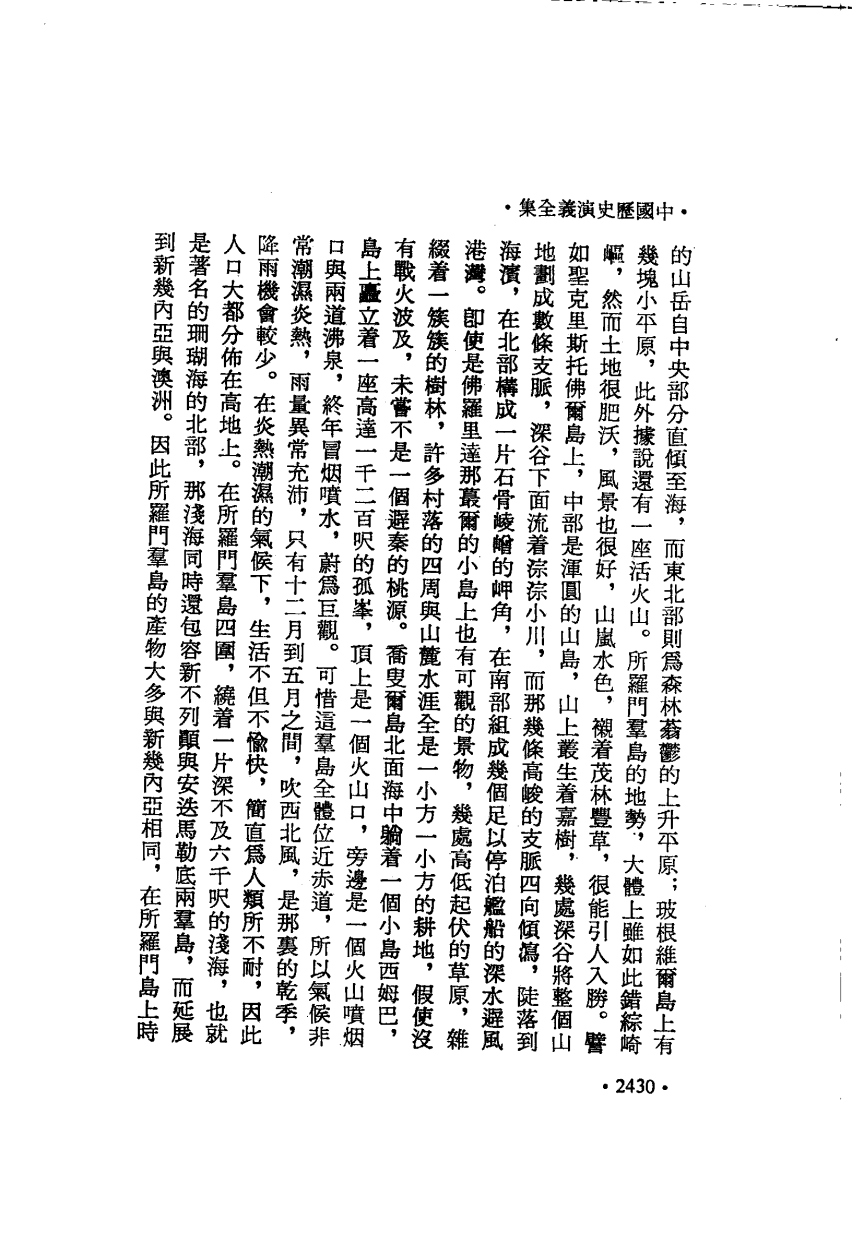 ・中國歷史演義全集・
的山岳自中央部分直傾至海，而東北部則爲森林蓊鬱的上升平原；玻根維爾島上有
幾塊小平原，此外據說還有一座活火山。所羅門羣島的地勢，大體上雖如此錯綜崎
嶇，然而土地很肥沃，風景也很好，山嵐水色，襯着茂林豐草，很能引人入勝。譬
如聖克里斯托佛爾島上，中部是渾圓的山島，山上叢生着嘉樹，幾處深谷將整個山
地劃成數條支脈，深谷下面流着淙淙小川，而那幾條高峻的支脈四向傾瀉，陡落到
海濱，在北部構成一片石骨崚嶒的岬角，在南部組成幾個足以停泊艦船的深水避風
港灣。即使是佛羅里達那蕞爾的小島上也有可觀的景物，幾處高低起伏的草原，雜
綴着一簇簇的樹林，許多村落的四周與山麓水涯全是一小方一小方的耕地，假使沒
有戰火波及，未嘗不是一個避秦的桃源。喬叟爾島北面海中躺着一個小島西姆巴，
島上矗立着一座高達一千二百呎的孤峯，頂上是一個火山口，旁邊是一個火山噴烟
口與兩道沸泉，終年冒烟噴水，蔚爲巨觀。可惜這羣島全體位近赤道，所以氣候非
常潮濕炎熱，雨量異常充沛，只有十二月到五月之間，吹西北風，是那裏的乾季，
降雨機會較少。在炎熱潮濕的氣候下，生活不但不愉快，簡直爲人類所不耐，因此
人口大都分佈在高地上。在所羅門羣島四圍，繞着一片深不及六千呎的淺海，也就
是著名的珊瑚海的北部，那淺海同時還包容新不列顛與安迭馬勒底兩羣島，而延展
到新幾內亞與澳洲。因此所羅門羣島的產物大多與新幾內亞相同，在所羅門島上時
・2430・